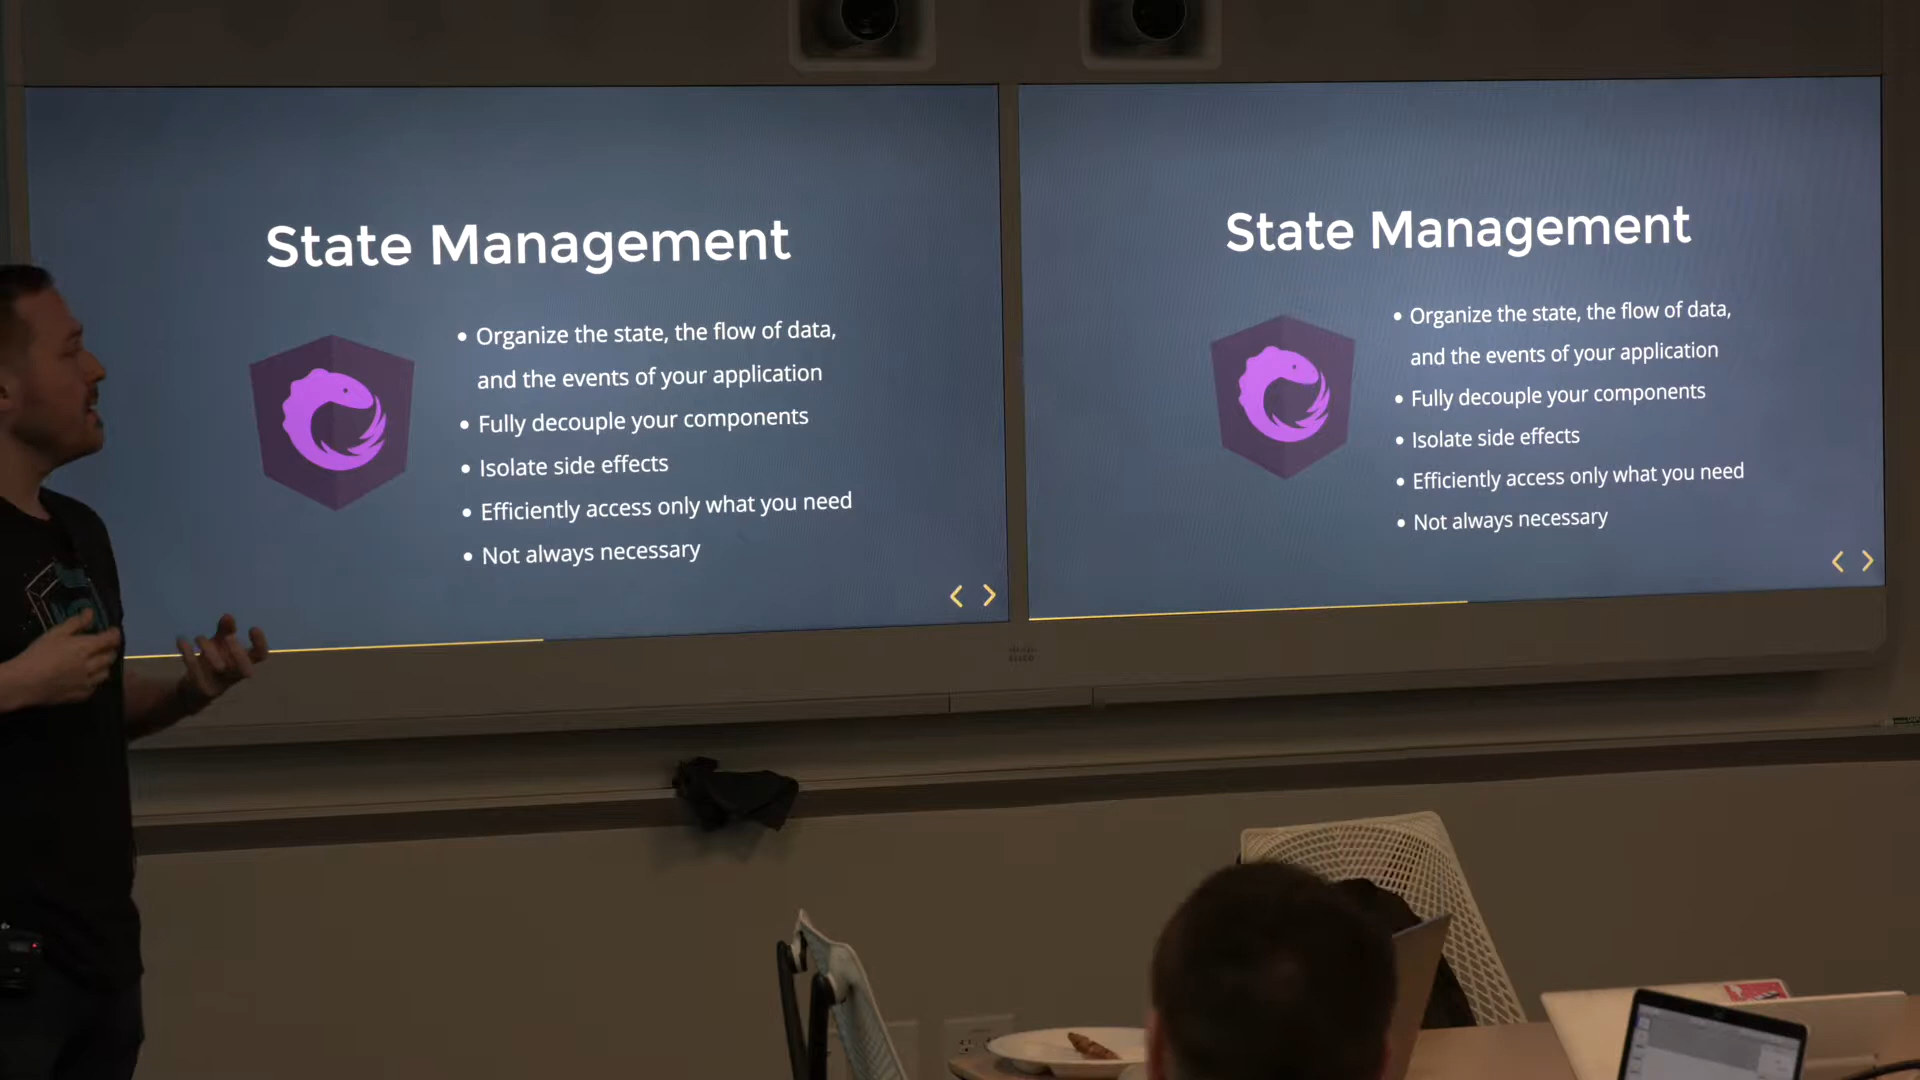 State Management
• Organize the state, the flow of data,
and the events of your application
• Fully decouple your components
• Isolate side effects
• Efficiently access only what you need
• Not always necessary
State Management
• Organize the state, the flow of data,
and the events of your application
• Fully decouple your components
• Isolate side effects
• Efficiently access only what you need
• Not always necessary
CISCO